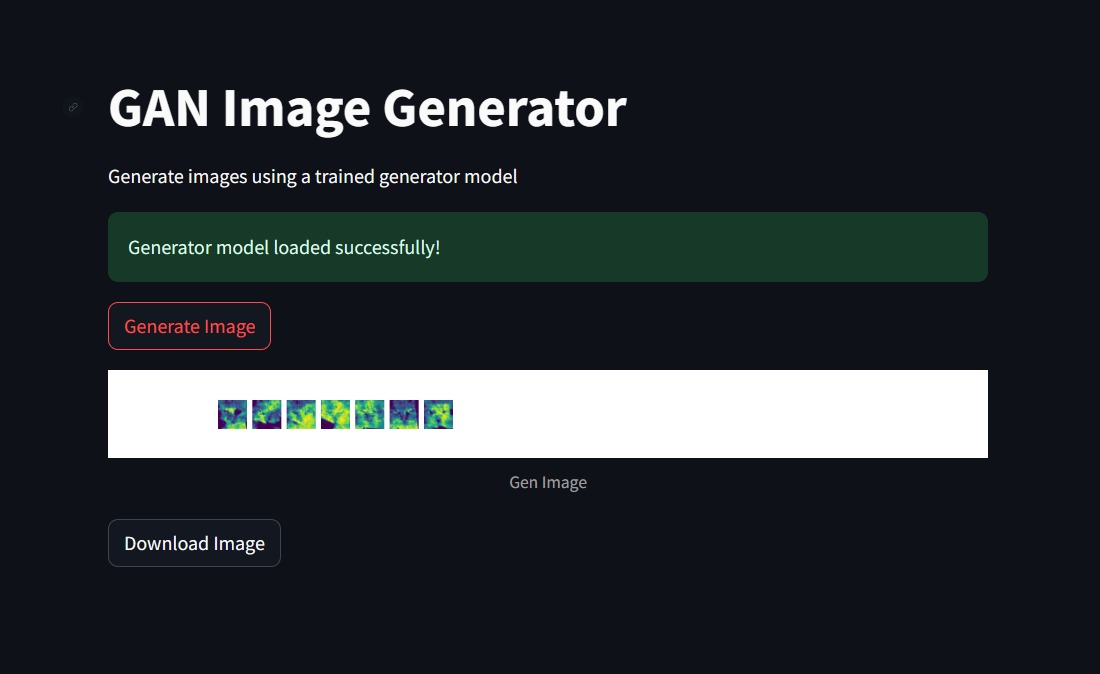 GAN Image Generator
Generate images using a trained generator model
Generator model loaded successfully!
Generate Image
Gen Image
Download Image